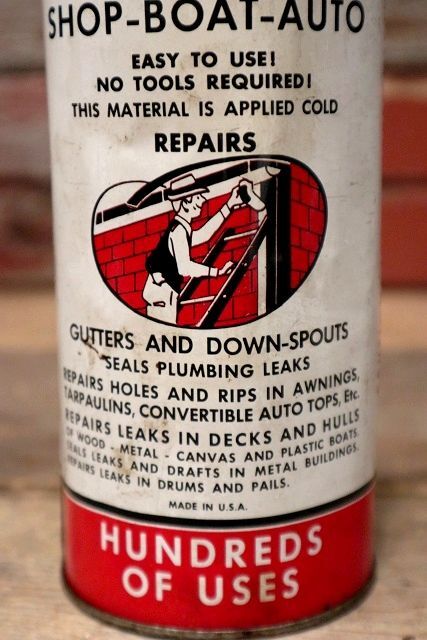 SHOP-BOAT-AUTO
EASY TO USE!
NO TOOLS REQUIRED!
THIS MATERIAL IS APPLIED COLD
REPAIRS
GUTTERS AND DOWN-SPOUTS
SEALS PLUMBING LEAKS
REPAIRS HOLES AND RIPS IN AWNINGS,
TARPAULINS, CONVERTIBLE AUTO TOPS, Etc.
REPAIRS LEAKS IN DECKS AND HULLS
OF WOOD - METAL - CANVAS AND PLASTIC BOATS.
SEALS LEAKS AND DRAFTS IN METAL BUILDINGS.
REPAIRS LEAKS IN DRUMS AND PAILS.
MADE IN U.S.A.
HUNDREDS
OF USES